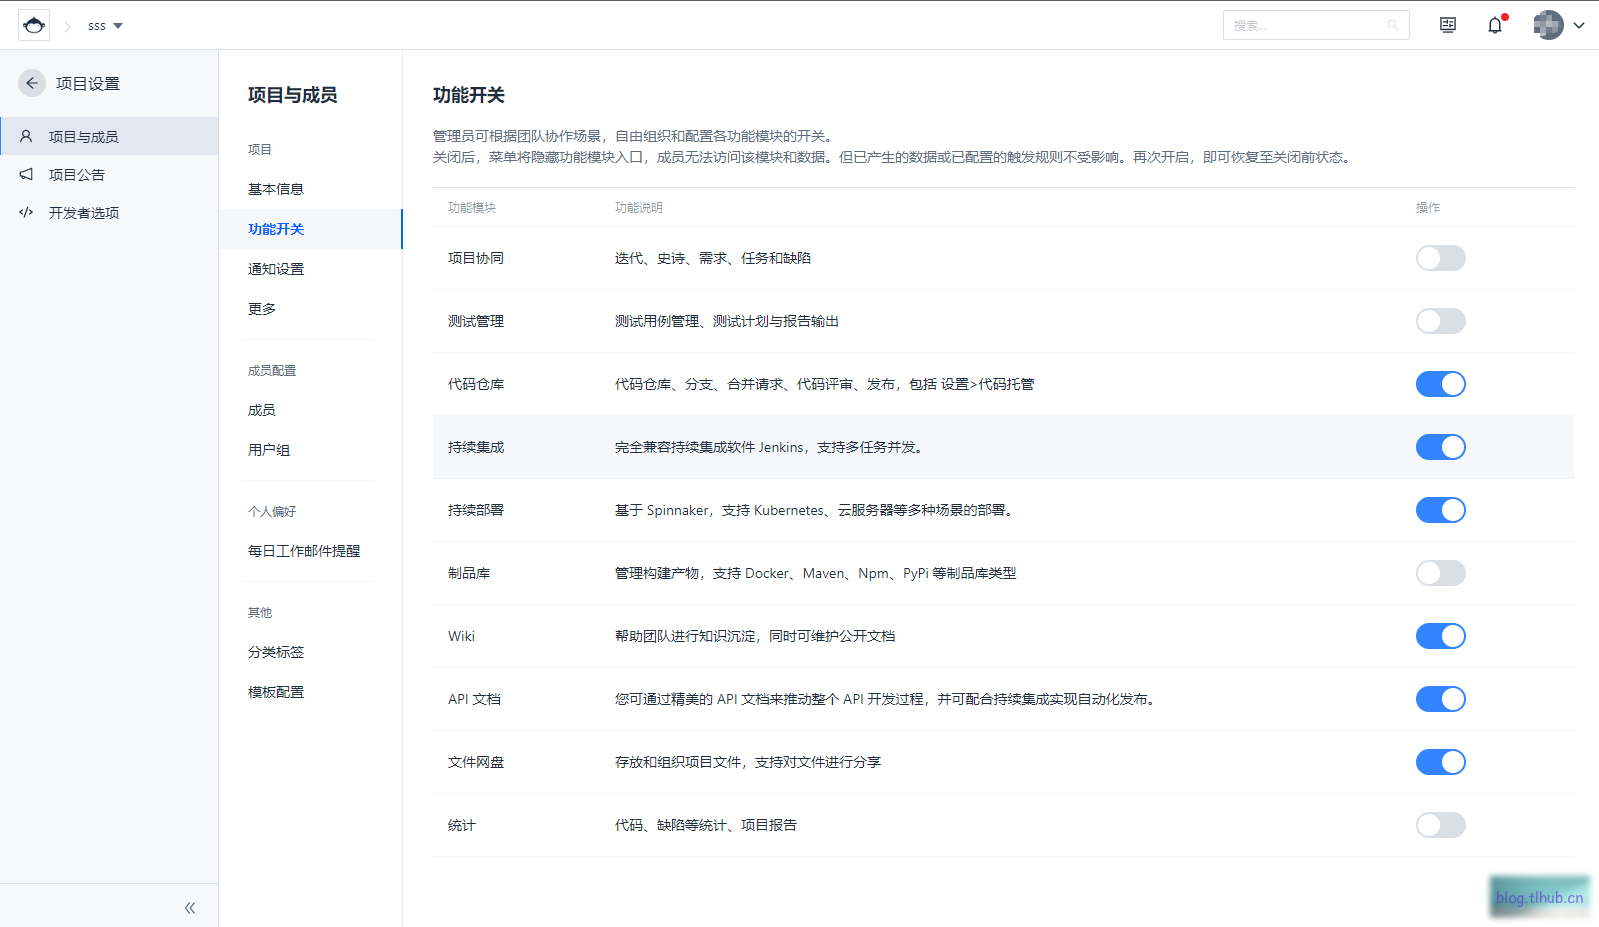 sss
搜索...
项目设置
项目与成员
项目公告
开发者选项
项目与成员
项目
基本信息
功能开关
通知设置
更多
成员配置
成员
用户组
个人偏好
每日工作邮件提醒
其他
分类标签
模板配置
功能开关
管理员可根据团队协作场景，自由组织和配置各功能模块的开关。
关闭后，菜单将隐藏功能模块入口，成员无法访问该模块和数据。但已产生的数据或已配置的触发规则不受影响。再次开启，即可恢复至关闭前状态。
功能模块 功能说明 操作
项目协同 迭代、史诗、需求、任务和缺陷
测试管理 测试用例管理、测试计划与报告输出
代码仓库 代码仓库、分支、合并请求、代码评审、发布，包括 设置>代码托管
持续集成 完全兼容持续集成软件 Jenkins，支持多任务并发。
持续部署 基于 Spinnaker，支持 Kubernetes、云服务器等多种场景的部署。
制品库 管理构建产物，支持 Docker、Maven、Npm、PyPi 等制品库类型
Wiki 帮助团队进行知识沉淀，同时可维护公开文档
API 文档 您可通过精美的 API 文档来推动整个 API 开发过程，并可配合持续集成实现自动化发布。
文件网盘 存放和组织项目文件，支持对文件进行分享
统计 代码、缺陷等统计、项目报告
blog.tlhub.cn